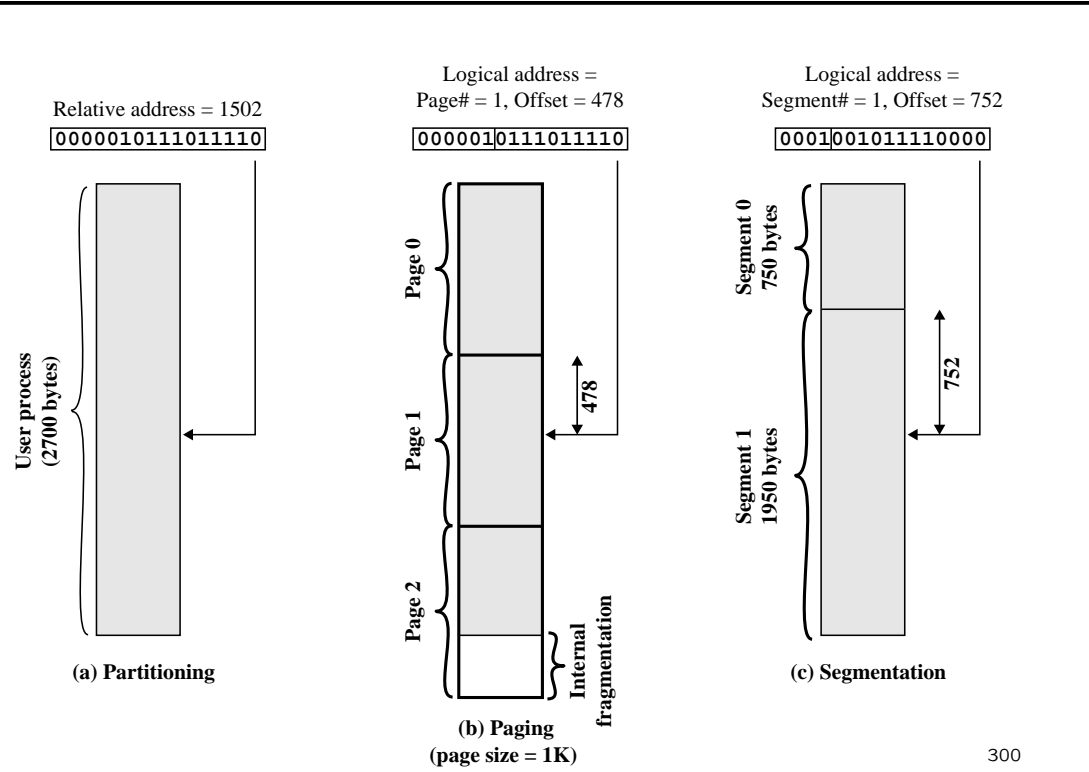 Relative address = 1502
0000010111011110
User process
(2700 bytes)
(a) Partitioning
Logical address =
Page# = 1, Offset = 478
0000010111011110
Page 0
Page 1
Page 2
478
Internal
fragmentation
(b) Paging
(page size = 1K)
Logical address =
Segment# = 1, Offset = 752
0001001011110000
Segment 0
750 bytes
Segment 1
1950 bytes
752
(c) Segmentation
300